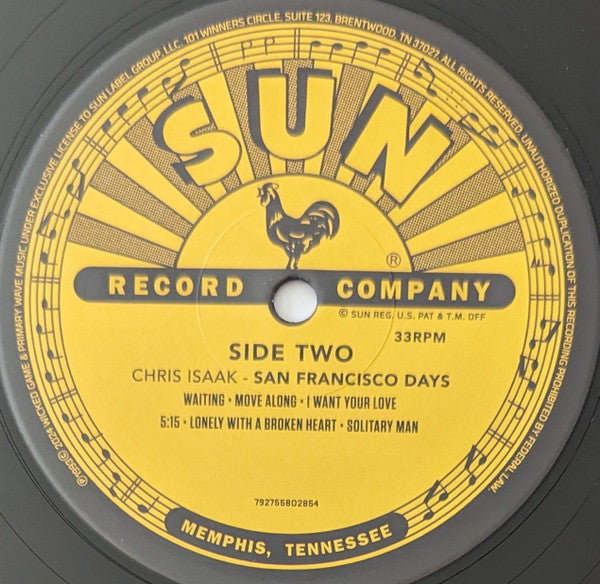 ℗1993© 2024 WICKED GAME & PRIMARY WAVE MUSIC UNDER EXCLUSIVE LICENSE TO SUN LABEL GROUP, LLC. 101 WINNERS CIRCLE, SUITE 123, BRENTWOOD, TN 37027. ALL RIGHTS RESERVED. UNAUTHORIZED DUPLICATION OF THIS RECORDING PROHIBITED BY FEDERAL LAW.
SUN
®
RECORD COMPANY
© SUN REG. U.S. PAT & T.M. OFF
33RPM
SIDE TWO
CHRIS ISAAK - SAN FRANCISCO DAYS
WAITING • MOVE ALONG • I WANT YOUR LOVE
5:15 • LONELY WITH A BROKEN HEART • SOLITARY MAN
792755802854
MEMPHIS, TENNESSEE